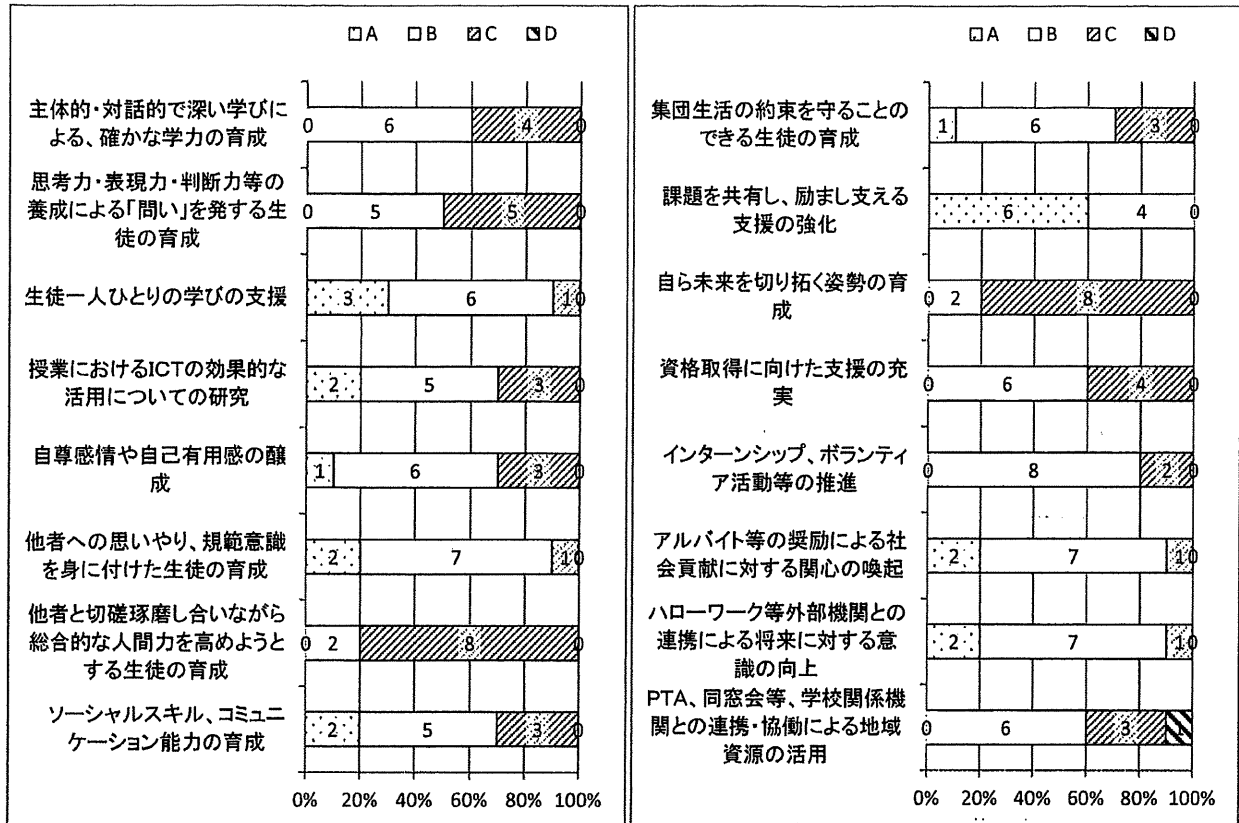 A B C D
主体的・対話的で深い学びに
よる、確かな学力の育成
0 6 4 0
思考力・表現力・判断力等の
養成による「問い」を発する生
徒の育成
0 5 5 0
生徒一人ひとりの学びの支援
3 6 1 0
授業におけるICTの効果的な
活用についての研究
2 5 3 0
自尊感情や自己有用感の醸
成
1 6 3 0
他者への思いやり、規範意識
を身に付けた生徒の育成
2 7 1 0
他者と切磋琢磨し合いながら
総合的な人間力を高めようと
する生徒の育成
0 2 8 0
ソーシャルスキル、コミュニ
ケーション能力の育成
2 5 3 0
0% 20% 40% 60% 80% 100%
A B C D
集団生活の約束を守ることの
できる生徒の育成
1 6 3 0
課題を共有し、励まし支える
支援の強化
6 4 0
自ら未来を切り拓く姿勢の育
成
0 2 8 0
資格取得に向けた支援の充
実
0 6 4 0
インターンシップ、ボランティ
ア活動等の推進
0 8 2 0
アルバイト等の奨励による社
会貢献に対する関心の喚起
2 7 1 0
ハローワーク等外部機関との
連携による将来に対する意
識の向上
2 7 1 0
PTA、同窓会等、学校関係機
関との連携・協働による地域
資源の活用
0 6 3 1
0% 20% 40% 60% 80% 100%